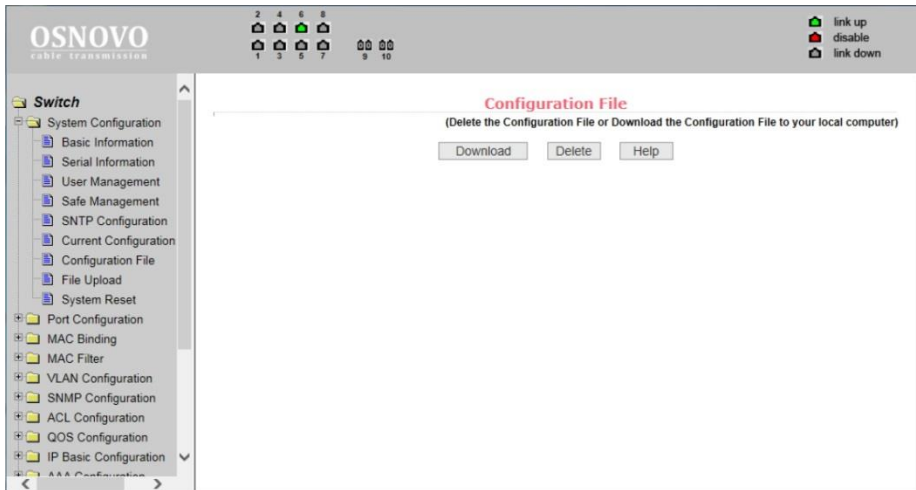 OSNOVO
cable transmission
2 4 6 8
1 3 5 7 9 10
link up
disable
link down
Switch
System Configuration
Basic Information
Serial Information
User Management
Safe Management
SNTP Configuration
Current Configuration
Configuration File
File Upload
System Reset
Port Configuration
MAC Binding
MAC Filter
VLAN Configuration
SNMP Configuration
ACL Configuration
QOS Configuration
IP Basic Configuration
AAA Configuration
Configuration File
(Delete the Configuration File or Download the Configuration File to your local computer)
Download Delete Help